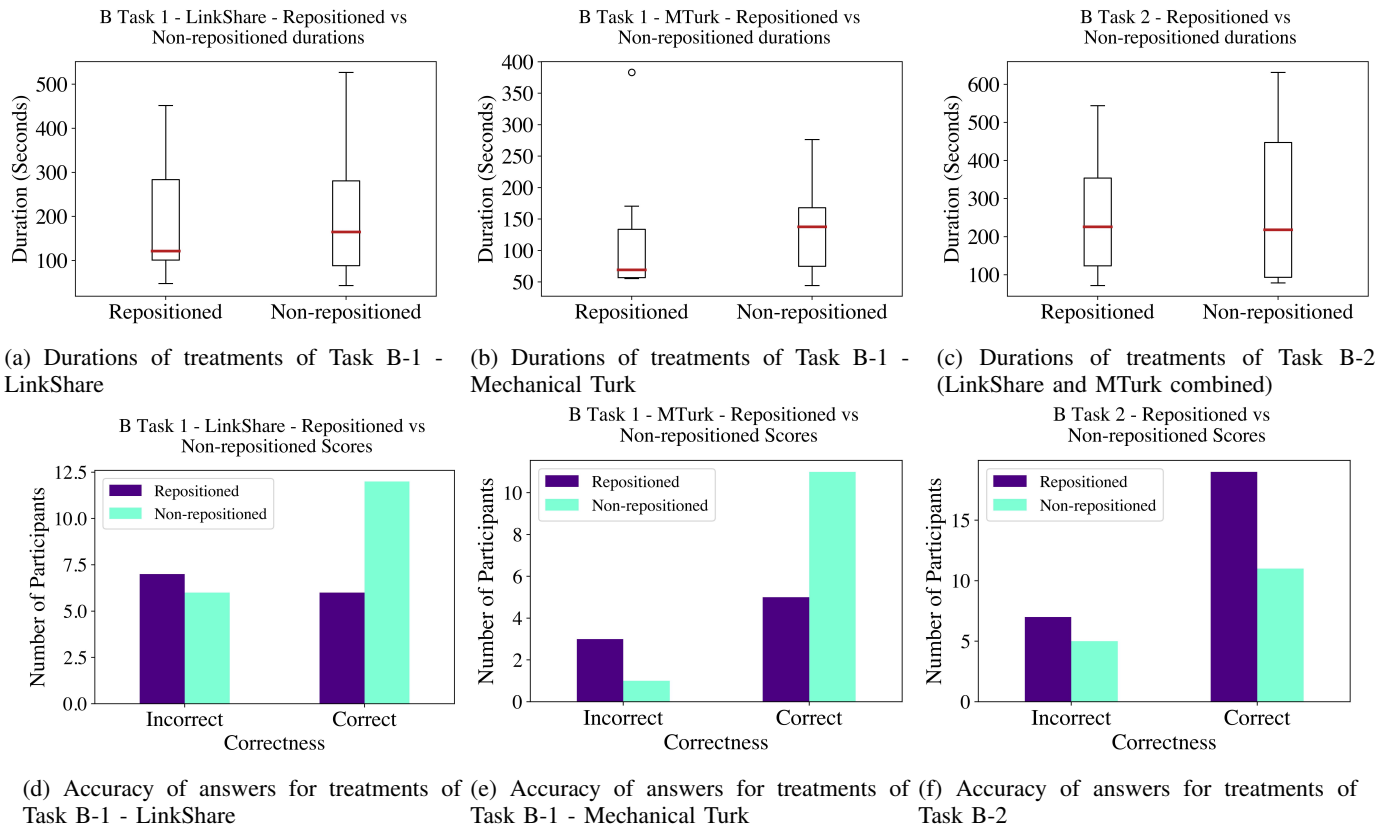 B Task 1 - LinkShare - Repositioned vs
Non-repositioned durations
Duration (Seconds)
500
400
300
200
100
Repositioned Non-repositioned
(a) Durations of treatments of Task B-1 -
LinkShare
B Task 1 - MTurk - Repositioned vs
Non-repositioned durations
Duration (Seconds)
400
350
300
250
200
150
100
50
Repositioned Non-repositioned
(b) Durations of treatments of Task B-1 -
Mechanical Turk
B Task 2 - Repositioned vs
Non-repositioned durations
Duration (Seconds)
600
500
400
300
200
100
Repositioned Non-repositioned
(c) Durations of treatments of Task B-2
(LinkShare and MTurk combined)
B Task 1 - LinkShare - Repositioned vs
Non-repositioned Scores
Number of Participants
12.5
10.0
7.5
5.0
2.5
0.0
Repositioned
Non-repositioned
Incorrect Correct
Correctness
(d) Accuracy of answers for treatments of
Task B-1 - LinkShare
B Task 1 - MTurk - Repositioned vs
Non-repositioned Scores
Number of Participants
10
8
6
4
2
0
Repositioned
Non-repositioned
Incorrect Correct
Correctness
(e) Accuracy of answers for treatments of
Task B-1 - Mechanical Turk
B Task 2 - Repositioned vs
Non-repositioned Scores
Number of Participants
15
10
5
0
Repositioned
Non-repositioned
Incorrect Correct
Correctness
(f) Accuracy of answers for treatments of
Task B-2